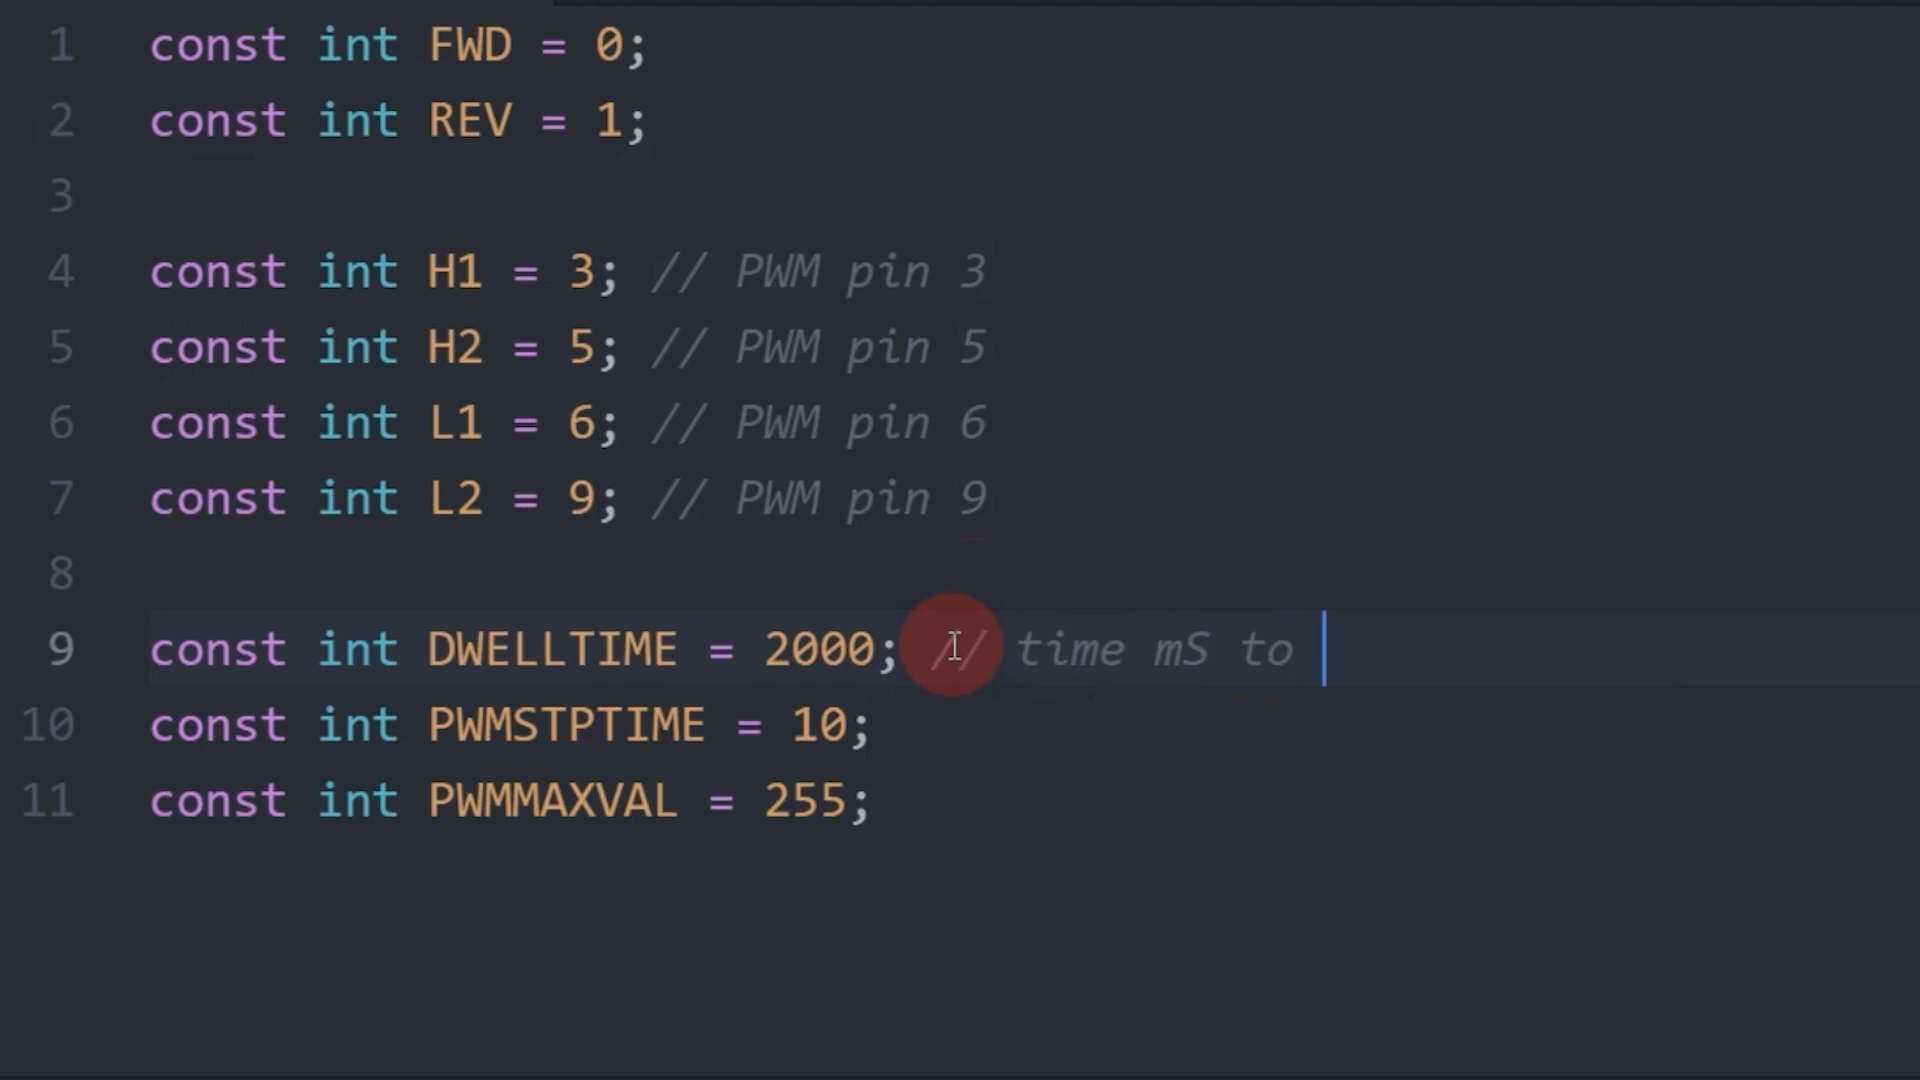 1 const int FWD = 0;
2 const int REV = 1;
3
4 const int H1 = 3; // PWM pin 3
5 const int H2 = 5; // PWM pin 5
6 const int L1 = 6; // PWM pin 6
7 const int L2 = 9; // PWM pin 9
8
9 const int DWELLTIME = 2000; // time mS to
10 const int PWMSTPTIME = 10;
11 const int PWMMAXVAL = 255;